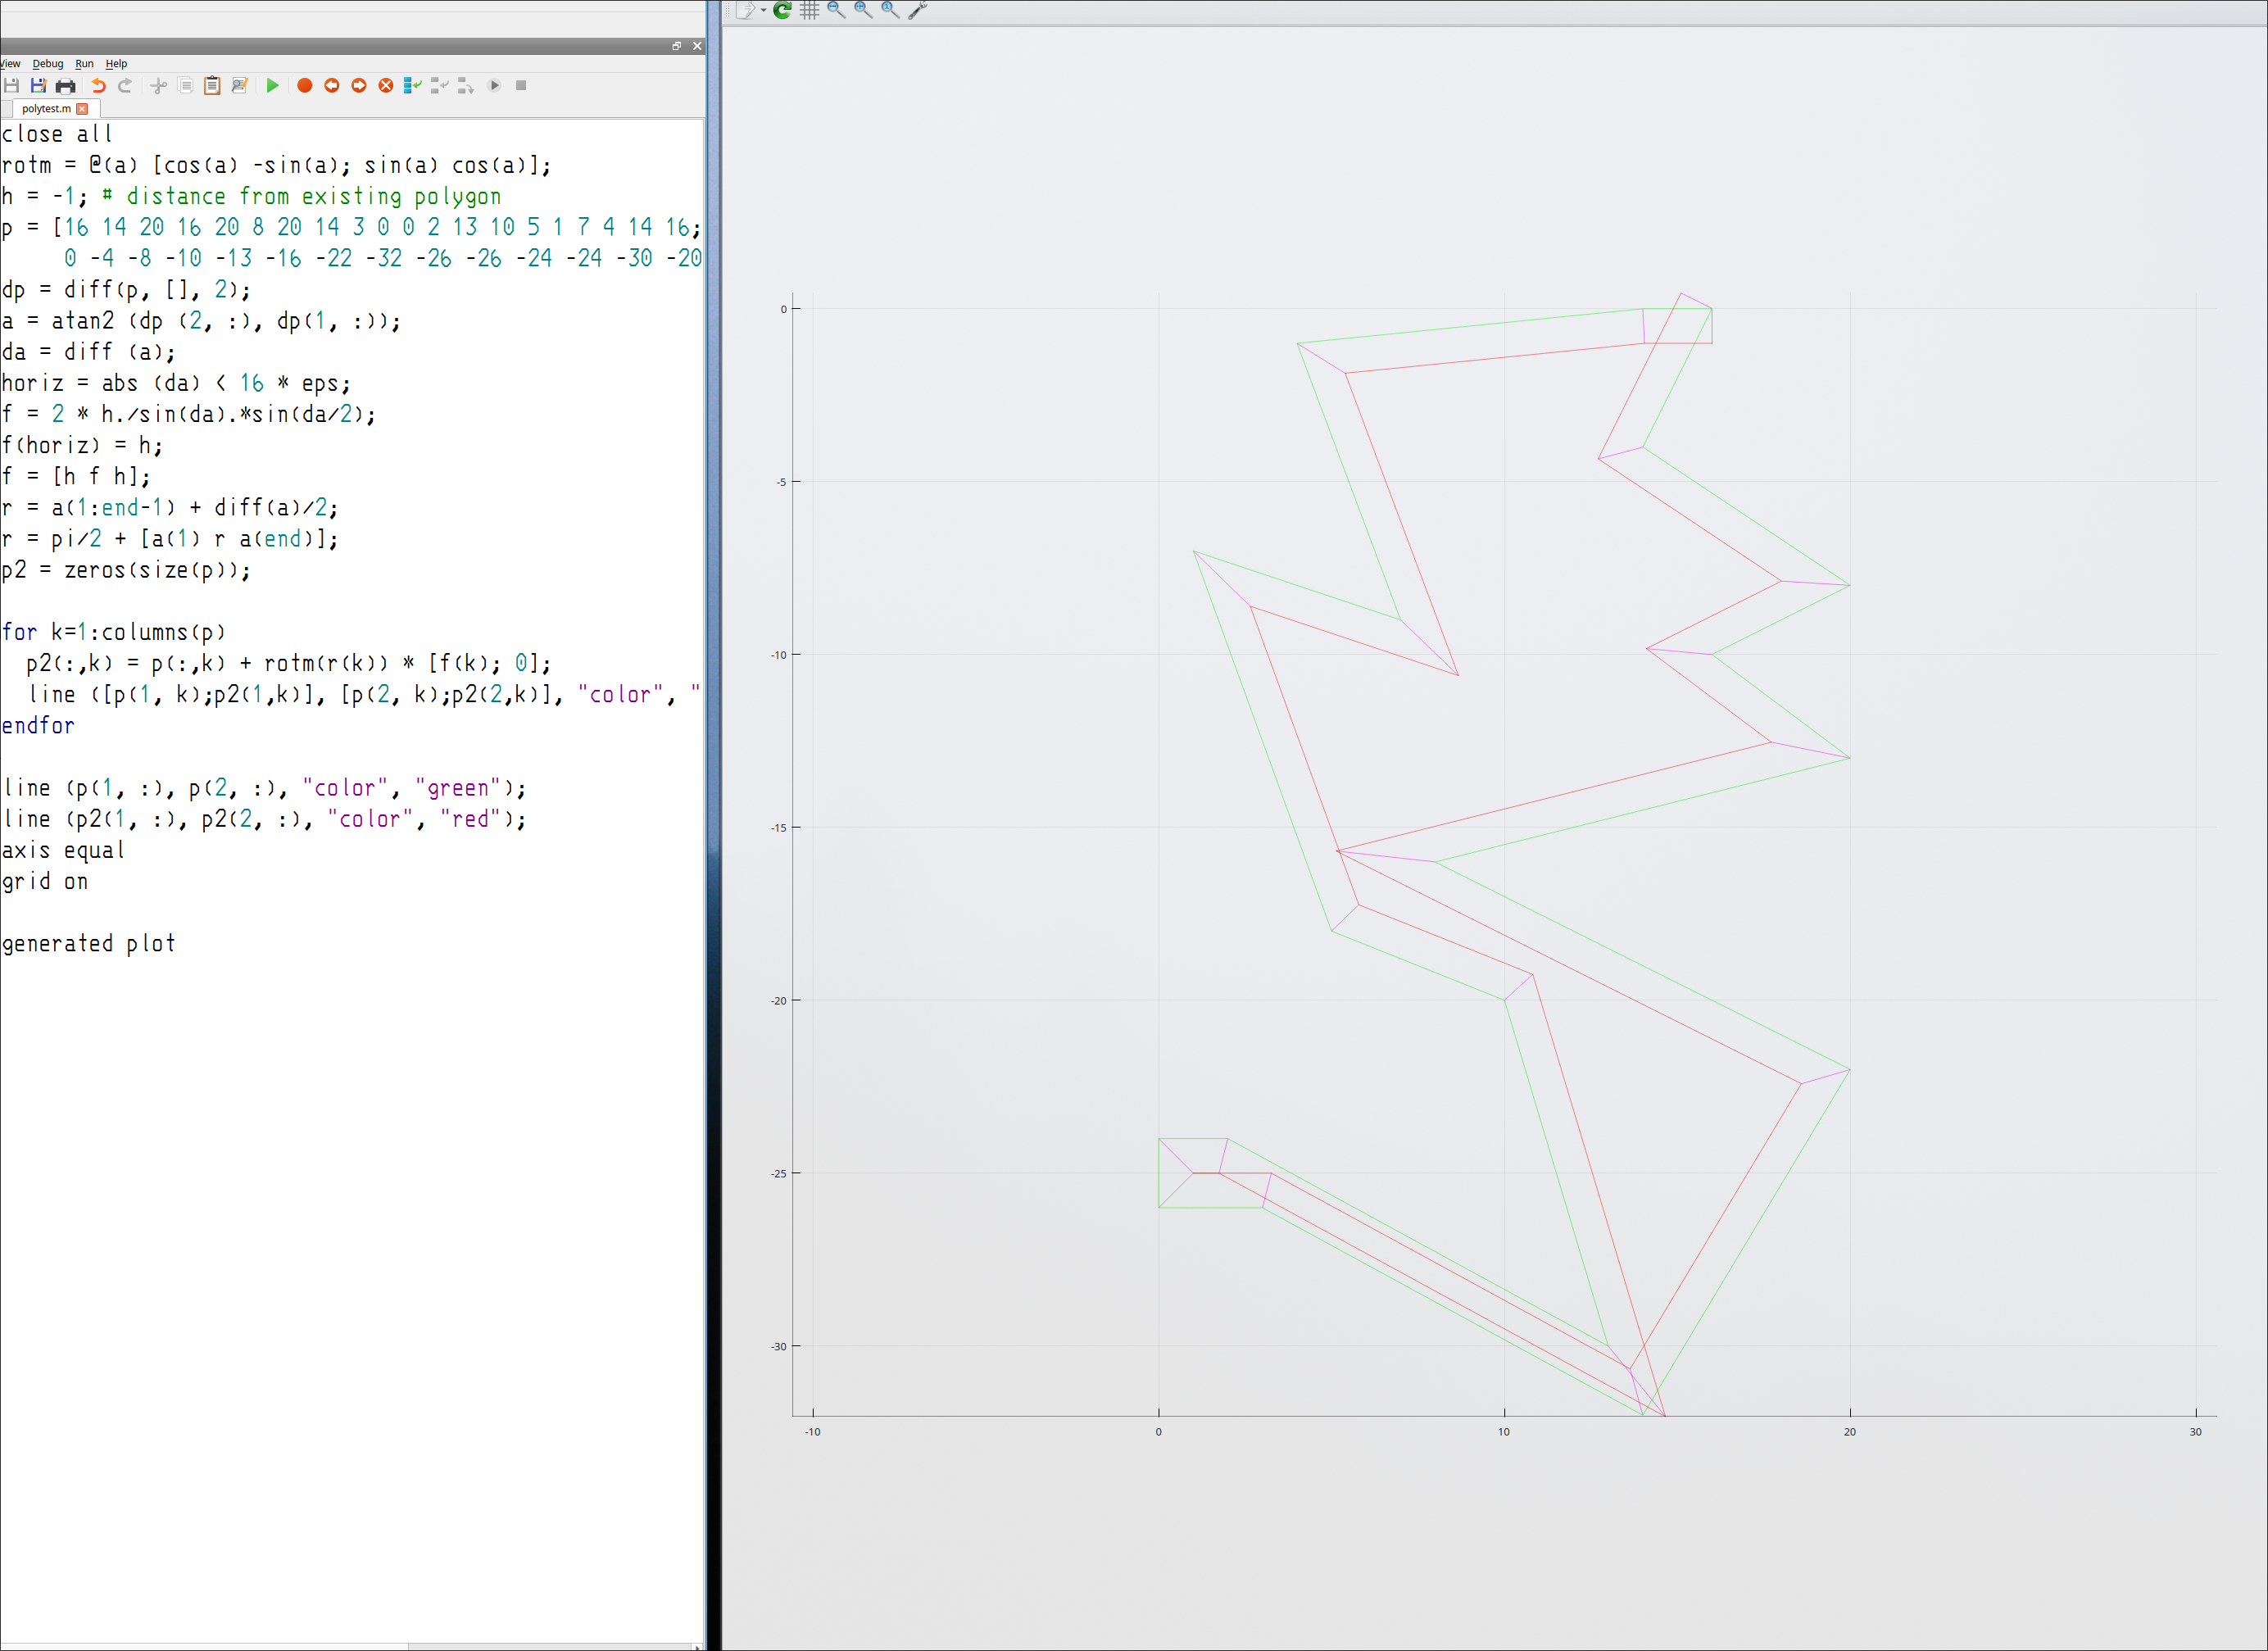 View Debug Run Help
polytest.m
close all
rotm = @(a) [cos(a) -sin(a); sin(a) cos(a)];
h = -1; # distance from existing polygon
p = [16 14 20 16 20 8 20 14 3 0 0 2 13 10 5 1 7 4 14 16;
0 -4 -8 -10 -13 -16 -22 -32 -26 -26 -24 -24 -30 -20
dp = diff(p, [], 2);
a = atan2 (dp (2, :), dp(1, :));
da = diff (a);
horiz = abs (da) < 16 * eps;
f = 2 * h./sin(da).*sin(da/2);
f(horiz) = h;
f = [h f h];
r = a(1:end-1) + diff(a)/2;
r = pi/2 + [a(1) r a(end)];
p2 = zeros(size(p));
for k=1:columns(p)
p2(:,k) = p(:,k) + rotm(r(k)) * [f(k); 0];
line ([p(1, k);p2(1,k)], [p(2, k);p2(2,k)], "color", "
endfor
line (p(1, :), p(2, :), "color", "green");
line (p2(1, :), p2(2, :), "color", "red");
axis equal
grid on
generated plot
0
-5
-10
-15
-20
-25
-30
-10 0 10 20 30